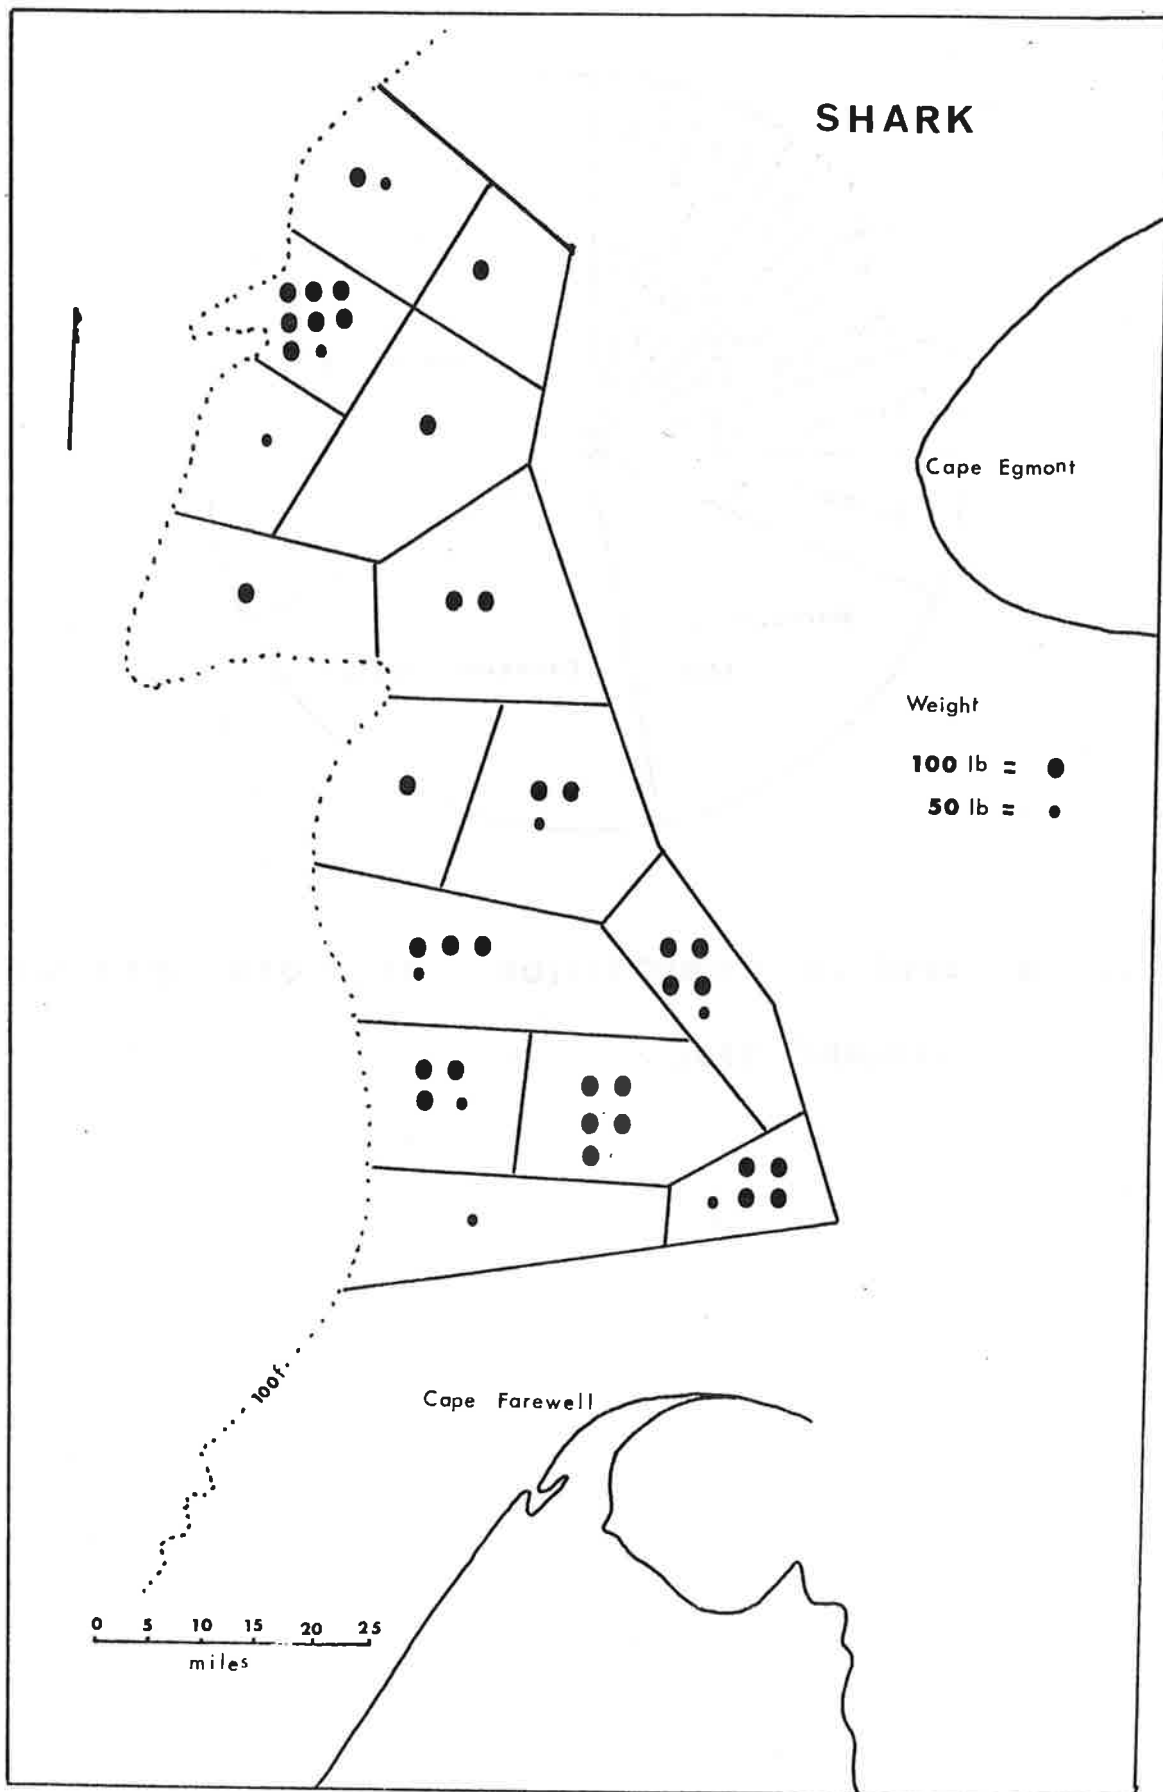 SHARK
Cape Egmont
Weight
100 lb =
50 lb =
100f.
Cape Farewell
0 5 10 15 20 25
miles